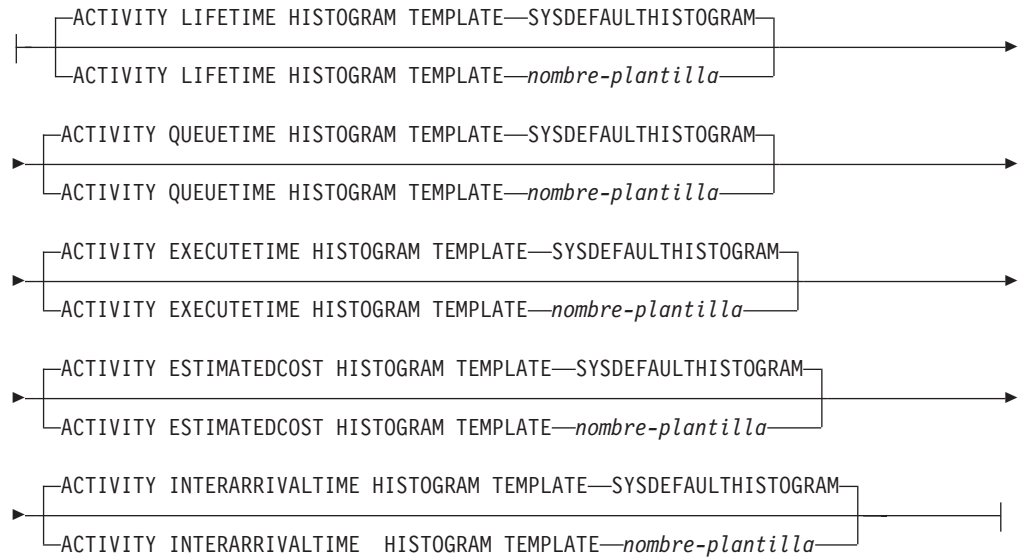 ACTIVITY LIFETIME HISTOGRAM TEMPLATE SYSDEFAULTHISTOGRAM
ACTIVITY LIFETIME HISTOGRAM TEMPLATE nombre-plantilla
ACTIVITY QUEUETIME HISTOGRAM TEMPLATE SYSDEFAULTHISTOGRAM
ACTIVITY QUEUETIME HISTOGRAM TEMPLATE nombre-plantilla
ACTIVITY EXECUTETIME HISTOGRAM TEMPLATE SYSDEFAULTHISTOGRAM
ACTIVITY EXECUTETIME HISTOGRAM TEMPLATE nombre-plantilla
ACTIVITY ESTIMATEDCOST HISTOGRAM TEMPLATE SYSDEFAULTHISTOGRAM
ACTIVITY ESTIMATEDCOST HISTOGRAM TEMPLATE nombre-plantilla
ACTIVITY INTERARRIVALTIME HISTOGRAM TEMPLATE SYSDEFAULTHISTOGRAM
ACTIVITY INTERARRIVALTIME HISTOGRAM TEMPLATE nombre-plantilla